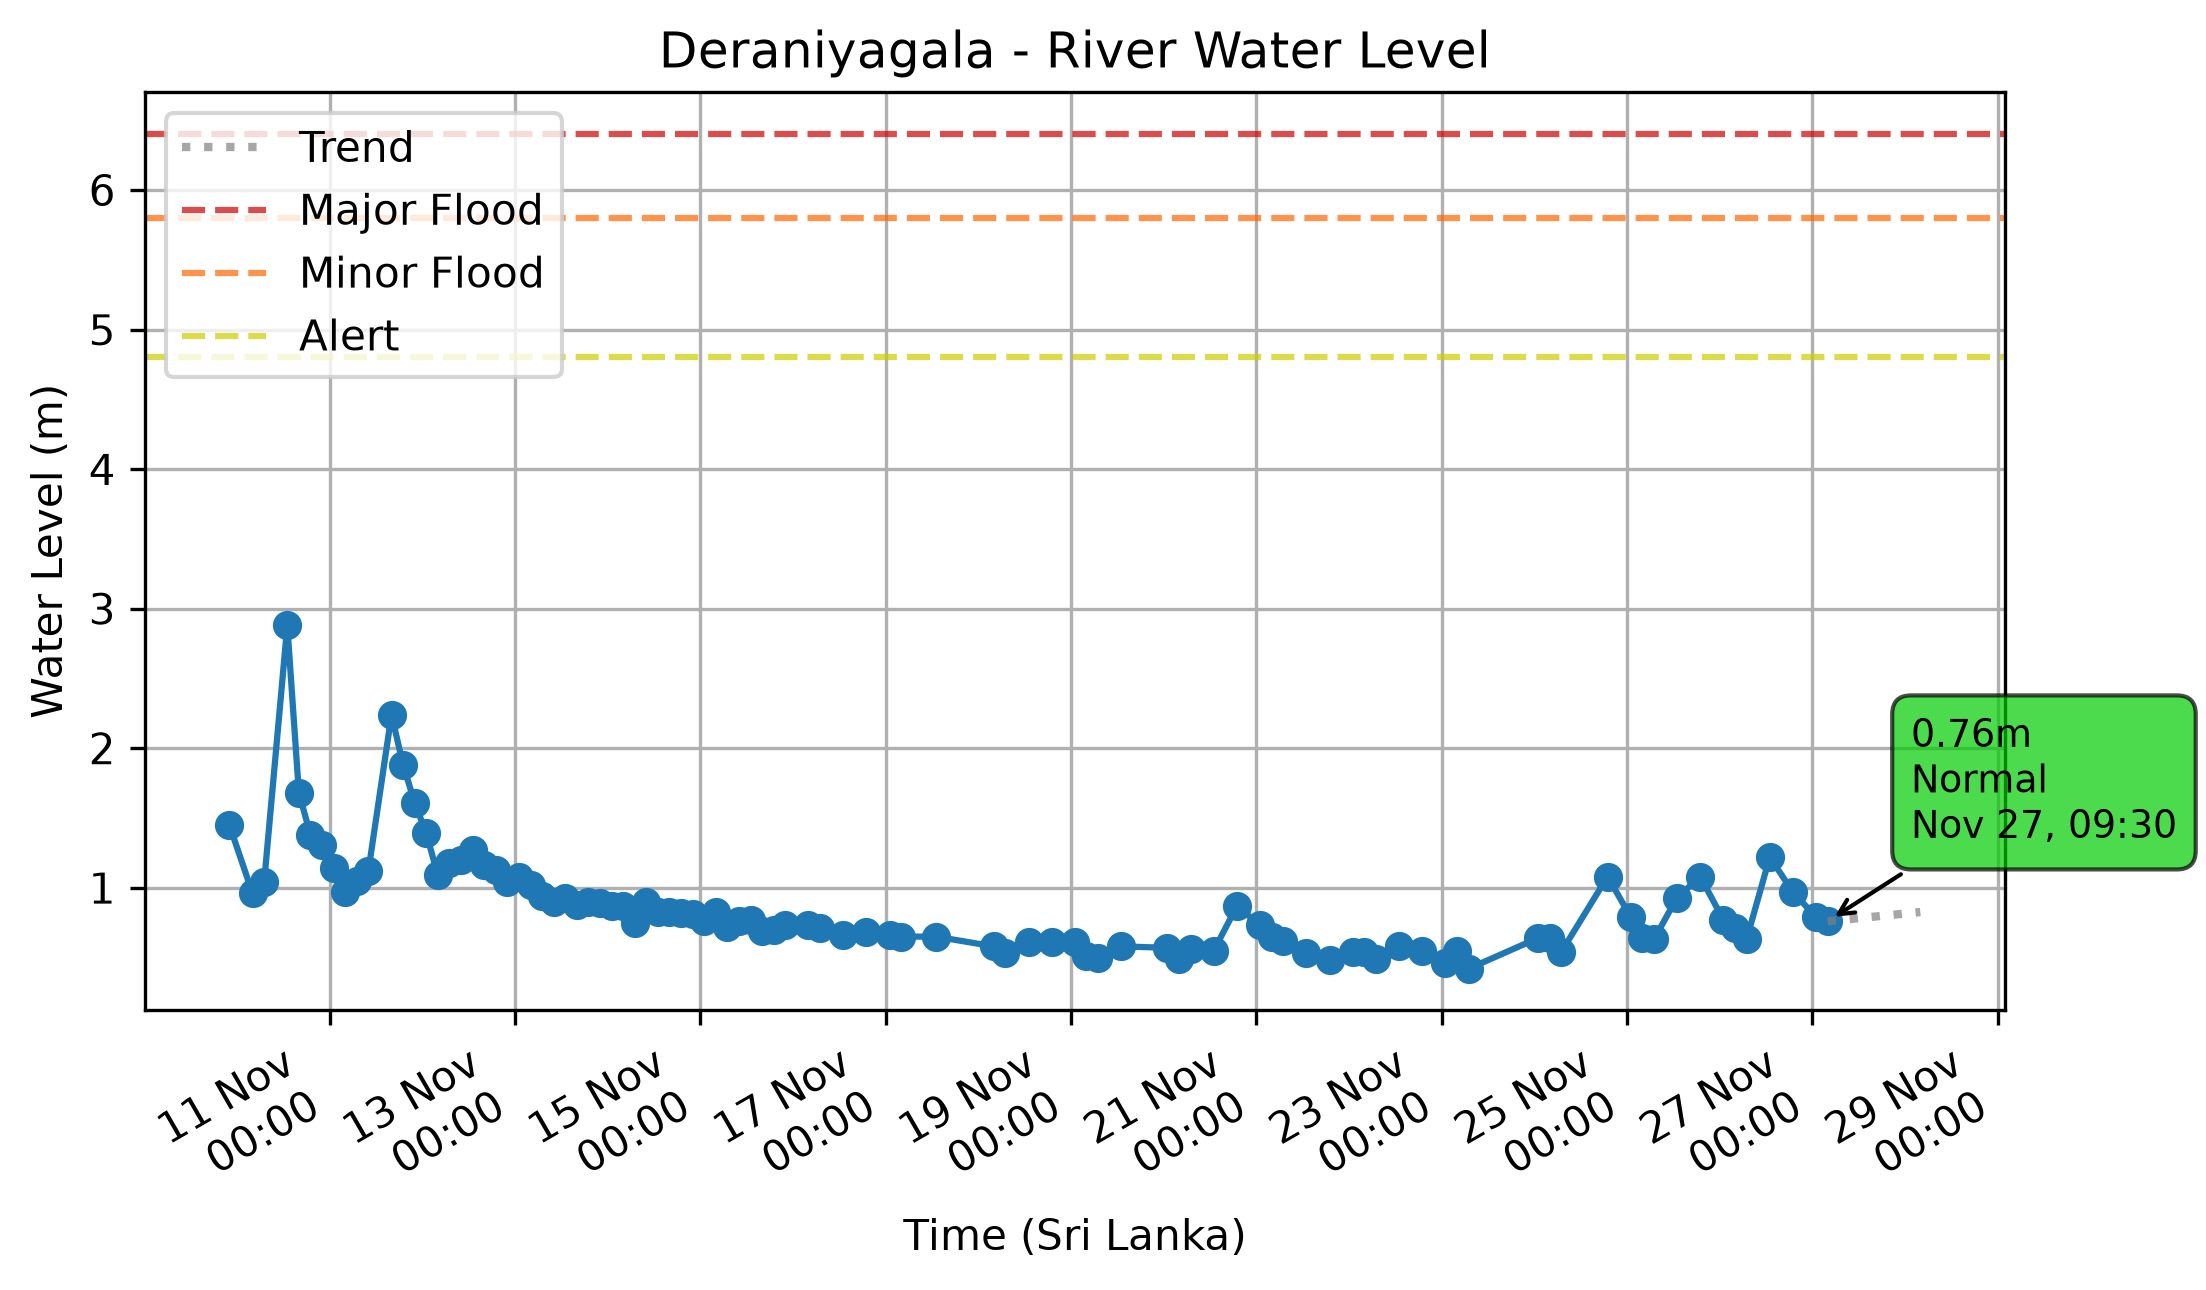 Deraniyagala - River Water Level
Trend
Major Flood
Minor Flood
Alert
Water Level (m)
6
5
4
3
2
1
0.76m
Normal
Nov 27, 09:30
11 Nov
00:00
13 Nov
00:00
15 Nov
00:00
17 Nov
00:00
19 Nov
00:00
21 Nov
00:00
23 Nov
00:00
25 Nov
00:00
27 Nov
00:00
29 Nov
00:00
Time (Sri Lanka)